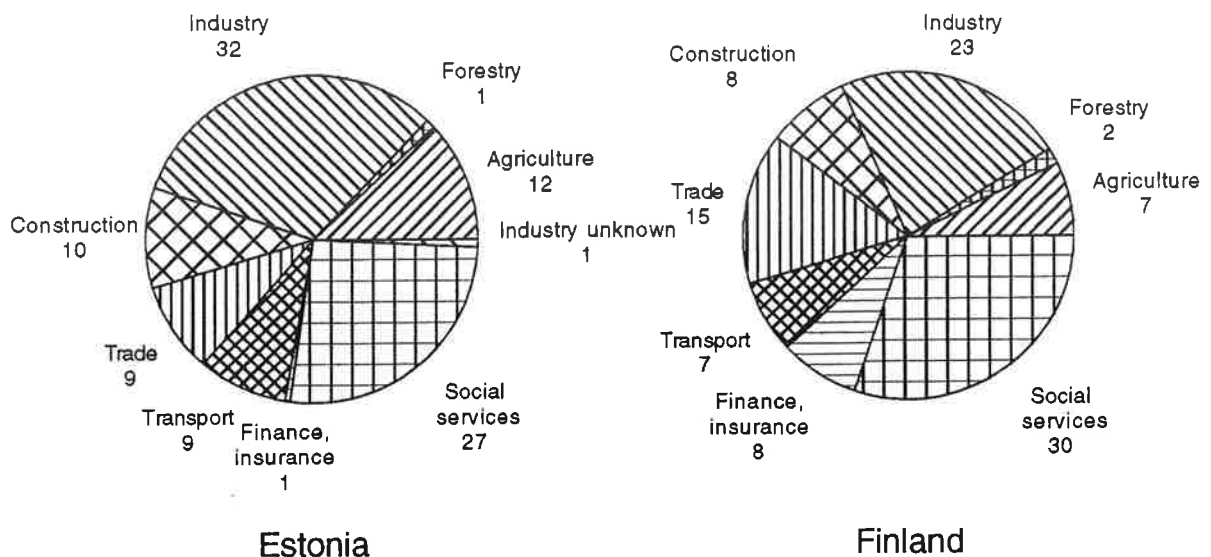 Industry
32
Forestry
1
Agriculture
12
Industry unknown
1
Construction
10
Trade
9
Transport
9
Finance,
insurance
1
Social
services
27
Estonia
Industry
23
Construction
8
Forestry
2
Agriculture
7
Trade
15
Transport
7
Finance,
insurance
8
Social
services
30
Finland